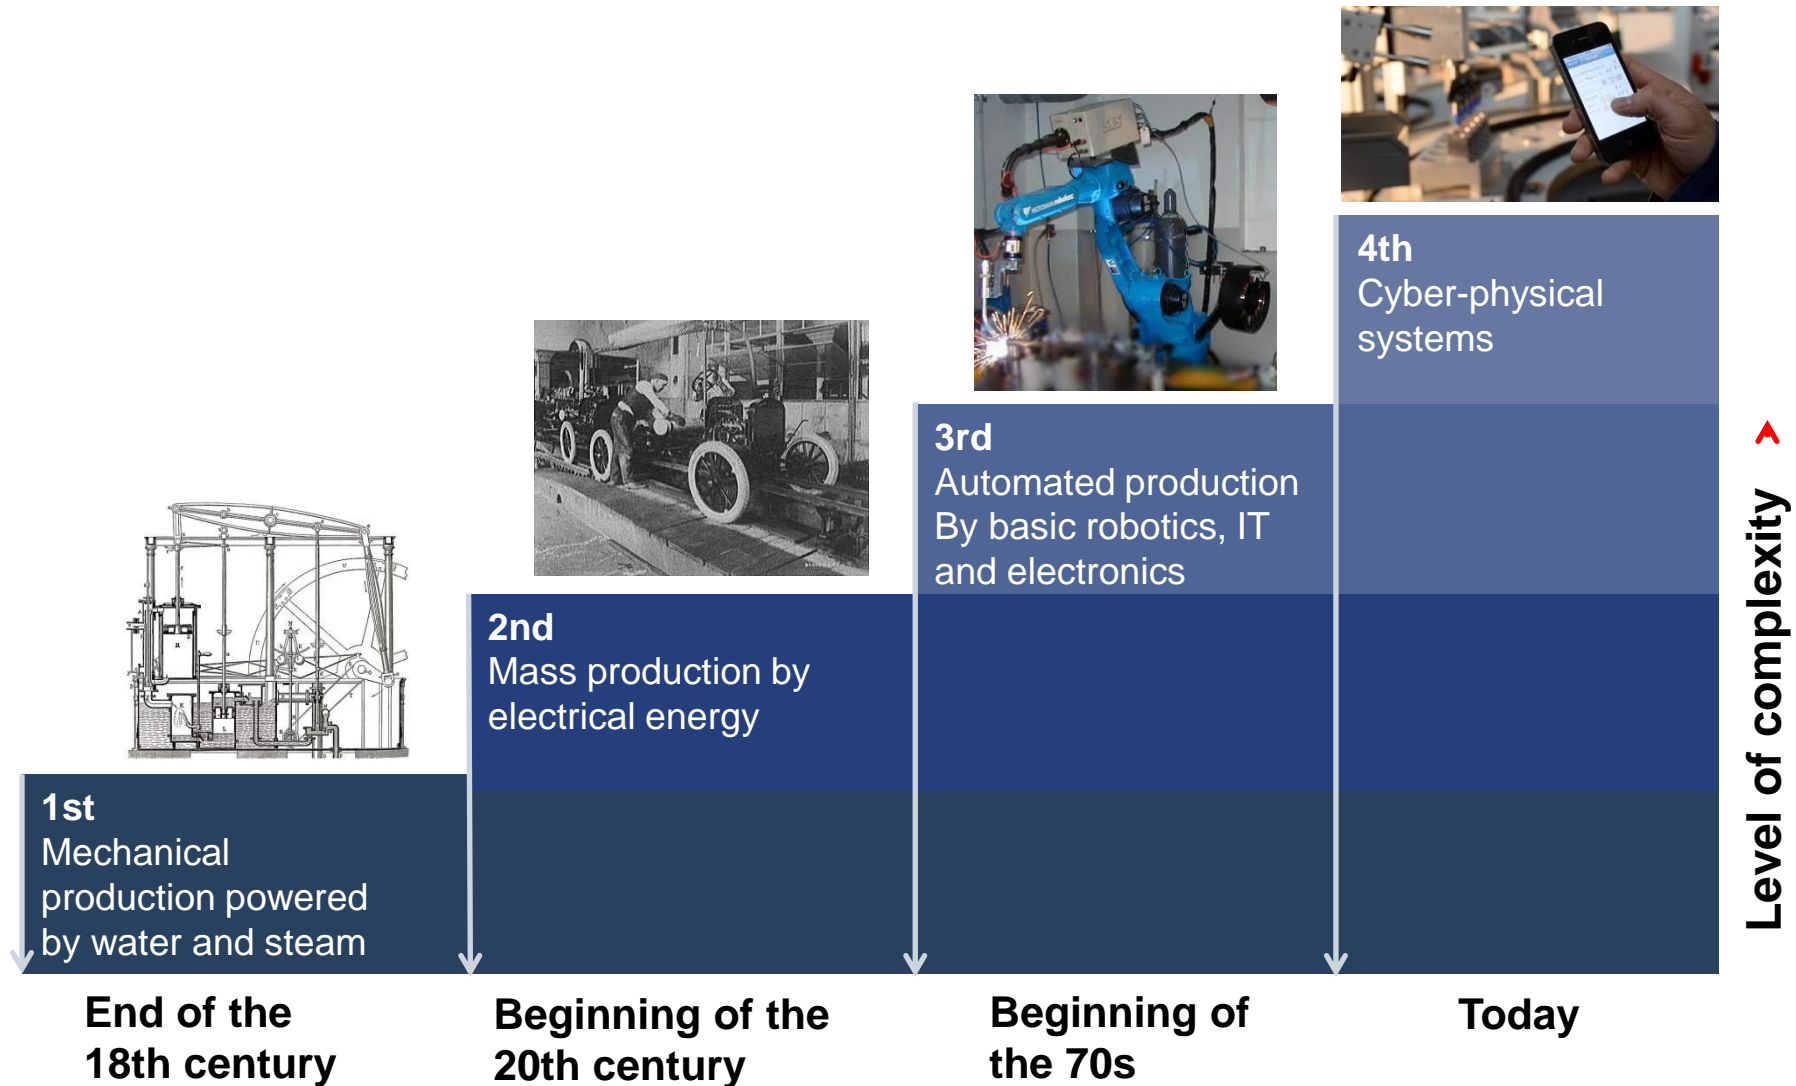 4th
Cyber-physical
systems
3rd
Automated production
By basic robotics, IT
and electronics
2nd
Mass production by
electrical energy
1st
Mechanical
production powered
by water and steam
Level of complexity
End of the
18th century
Beginning of the
20th century
Beginning of
the 70s
Today